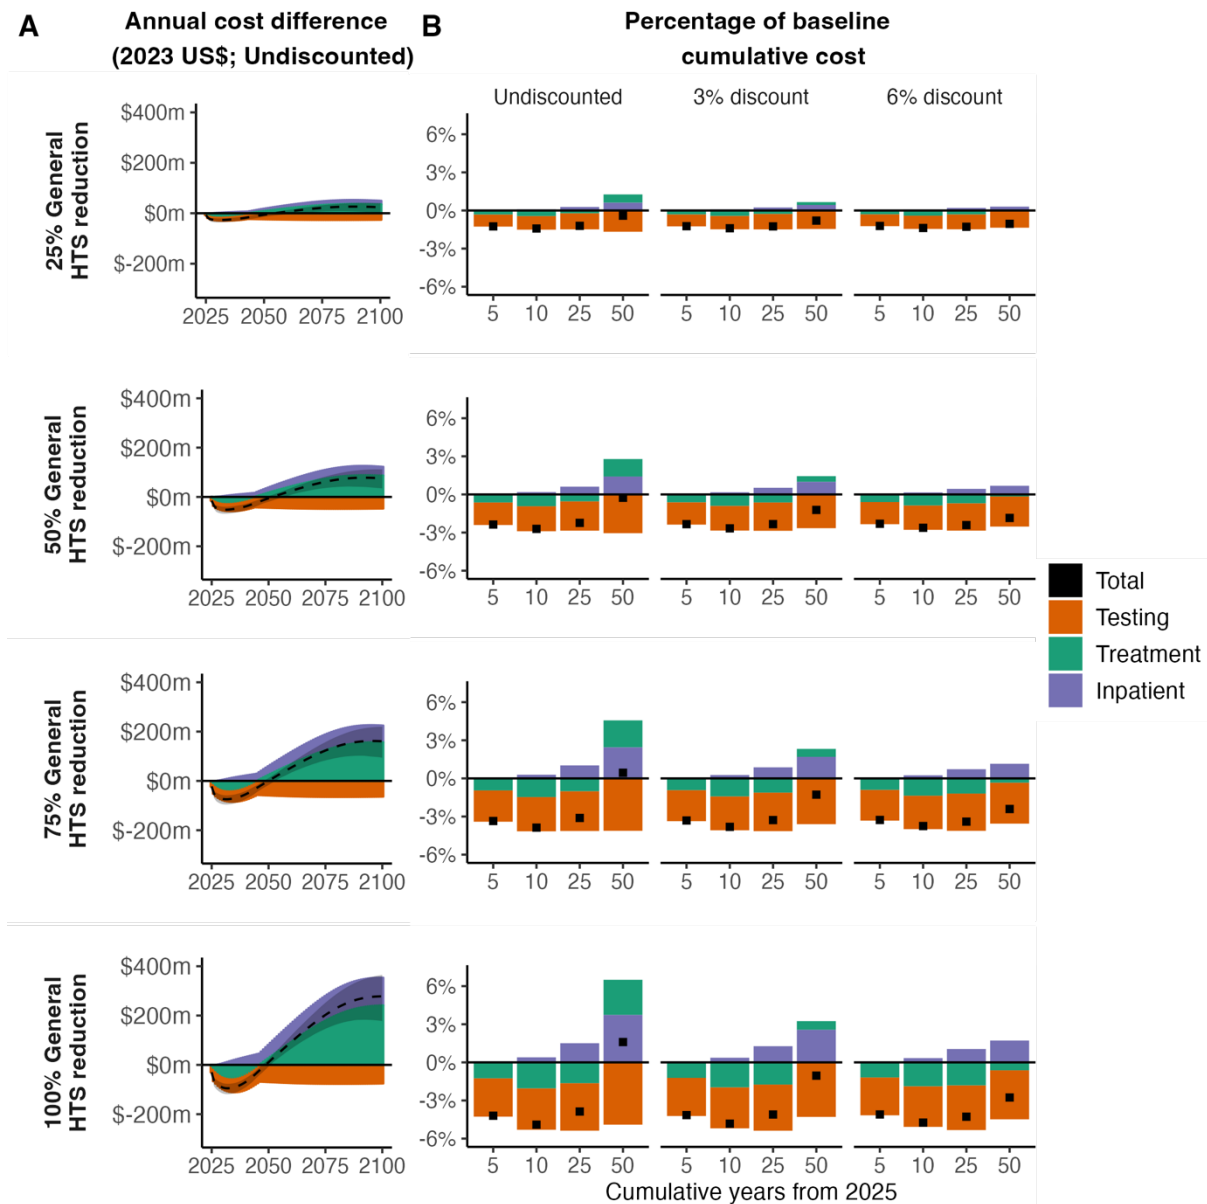 A
Annual cost difference
(2023 US$; Undiscounted)
B
Percentage of baseline
cumulative cost
Undiscounted
3% discount
6% discount
25% General
HTS reduction
$400m
$200m
$0m
$-200m
2025 2050 2075 2100
6%
3%
0%
-3%
-6%
5 10 25 50
5 10 25 50
5 10 25 50
50% General
HTS reduction
$400m
$200m
$0m
$-200m
2025 2050 2075 2100
6%
3%
0%
-3%
-6%
5 10 25 50
5 10 25 50
5 10 25 50
Total
Testing
Treatment
Inpatient
75% General
HTS reduction
$400m
$200m
$0m
$-200m
2025 2050 2075 2100
6%
3%
0%
-3%
-6%
5 10 25 50
5 10 25 50
5 10 25 50
100% General
HTS reduction
$400m
$200m
$0m
$-200m
2025 2050 2075 2100
6%
3%
0%
-3%
-6%
5 10 25 50
5 10 25 50
5 10 25 50
Cumulative years from 2025